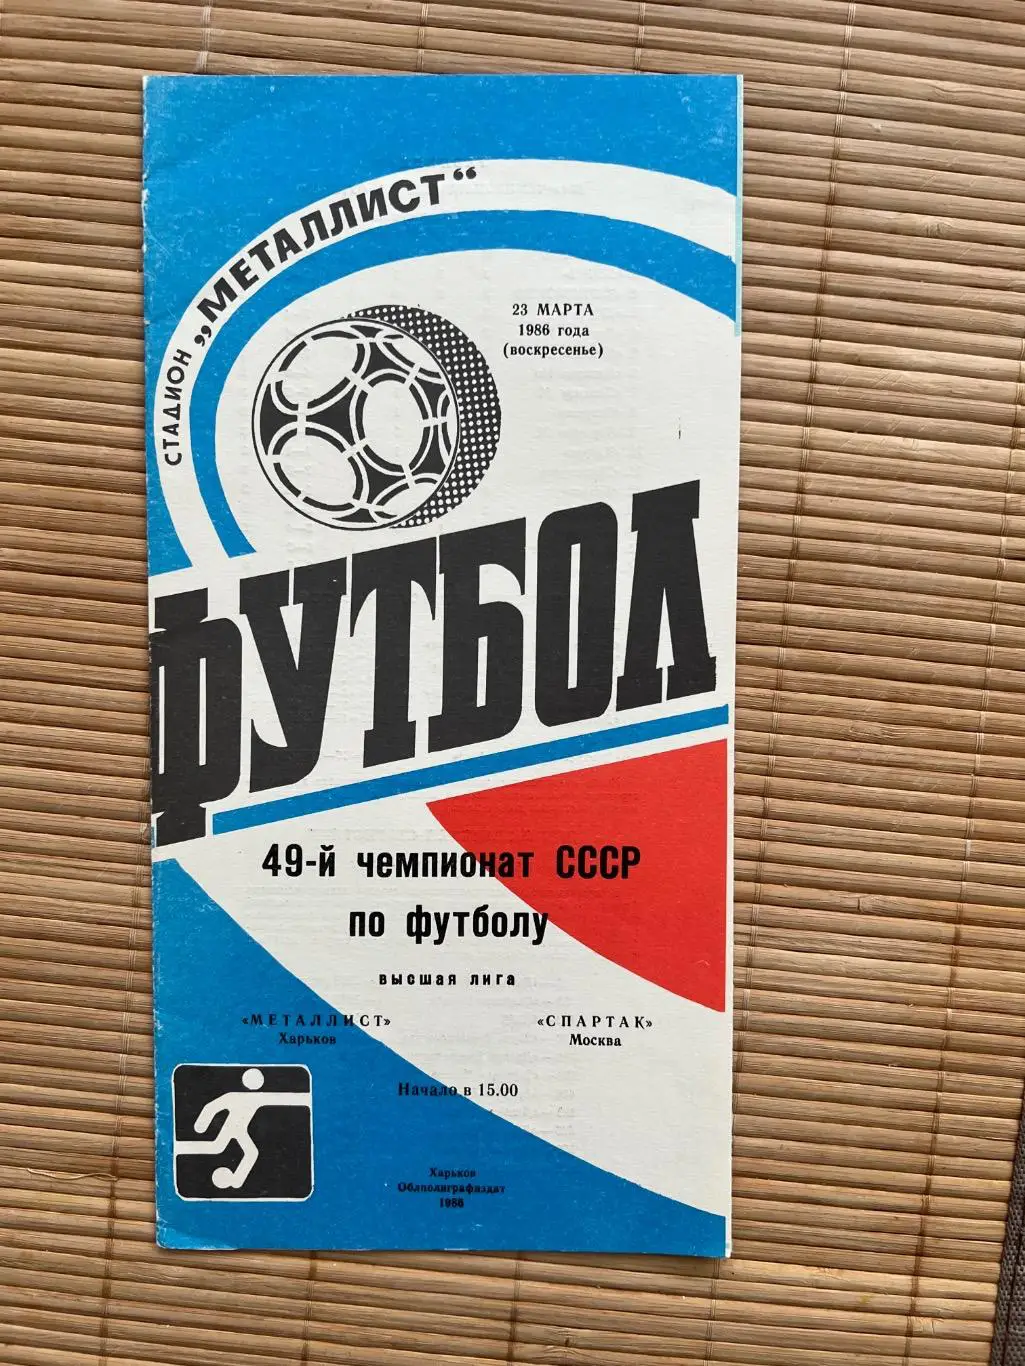 СТАДИОН „МЕТАЛЛИСТ“
23 МАРТА
1986 года
(воскресенье)
ФУТБОЛ
49-й чемпионат СССР
по футболу
высшая лига
«МЕТАЛЛИСТ» «СПАРТАК»
Харьков Москва
Начало в 15.00
Харьков
Облполиграфиздат
1986